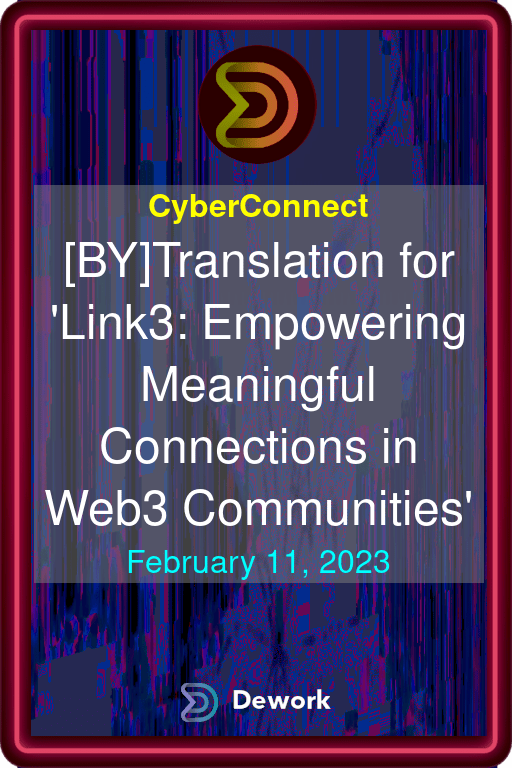 CyberConnect
[BY]Translation for
'Link3: Empowering
Meaningful
Connections in
Web3 Communities'
February 11, 2023
Dework